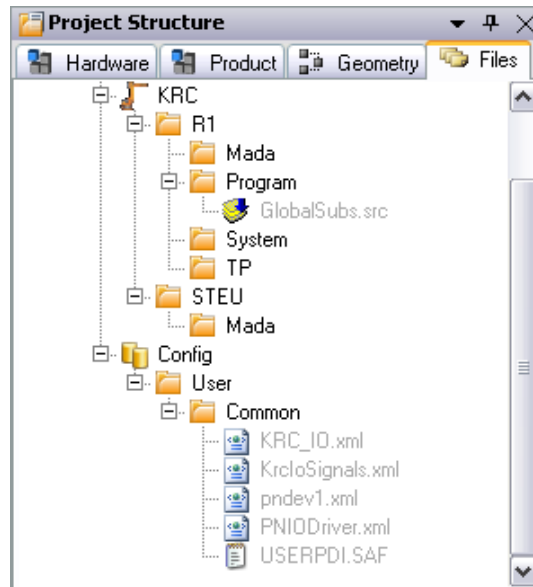 Project Structure
Hardware Product Geometry Files
KRC
R1
Mada
Program
GlobalSubs.src
System
TP
STEU
Mada
Config
User
Common
KRC_IO.xml
KrcIoSignals.xml
pndev1.xml
PNIODriver.xml
USERPDI.SAF